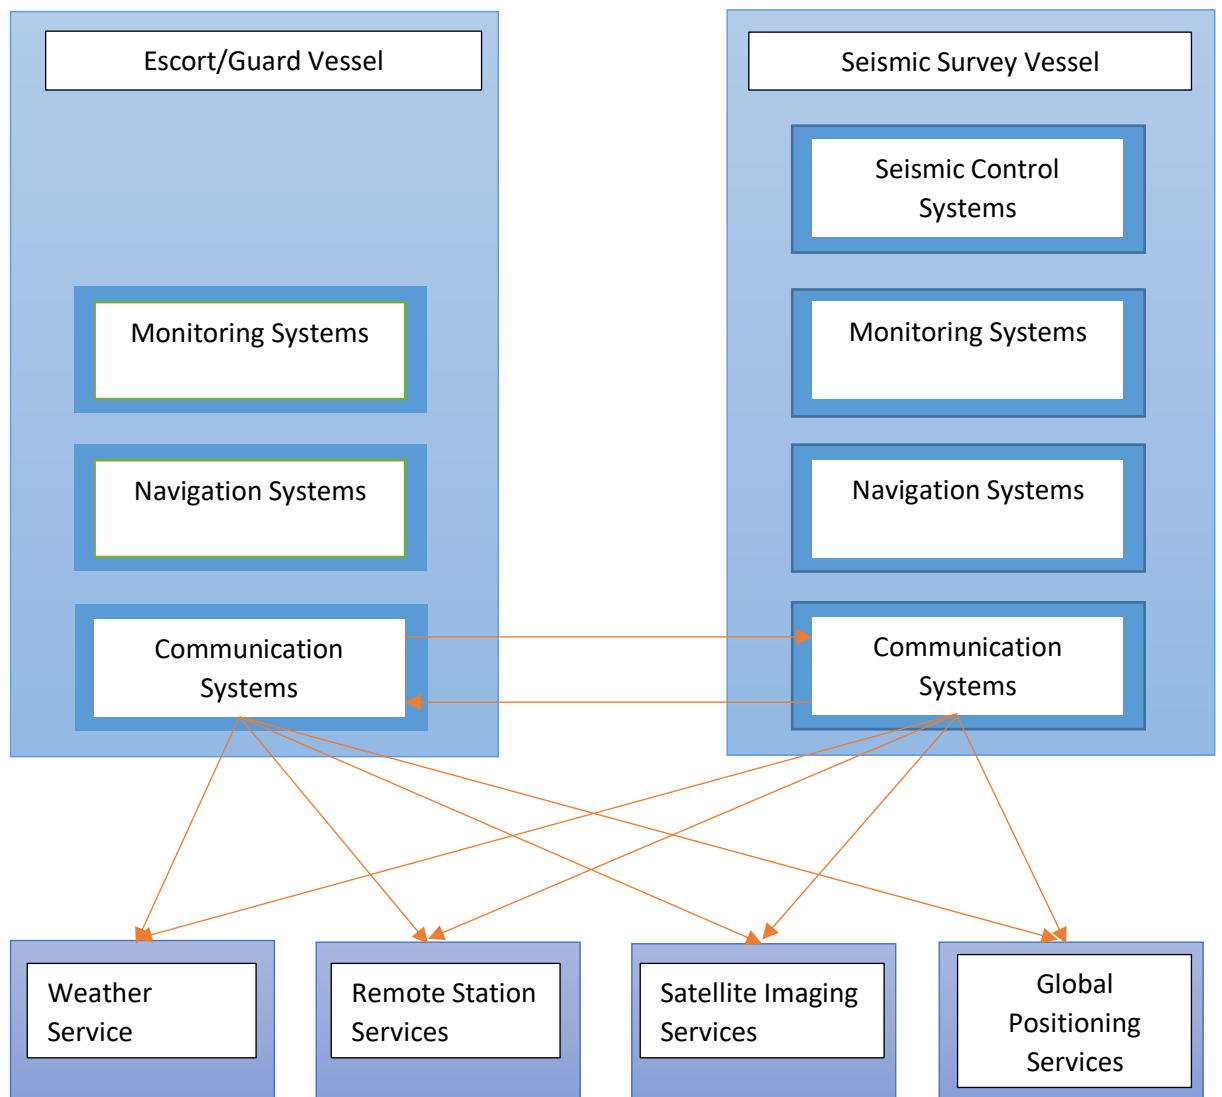 Escort/Guard Vessel
Monitoring Systems
Navigation Systems
Communication
Systems
Seismic Survey Vessel
Seismic Control
Systems
Monitoring Systems
Navigation Systems
Communication
Systems
Weather
Service
Remote Station
Services
Satellite Imaging
Services
Global
Positioning
Services